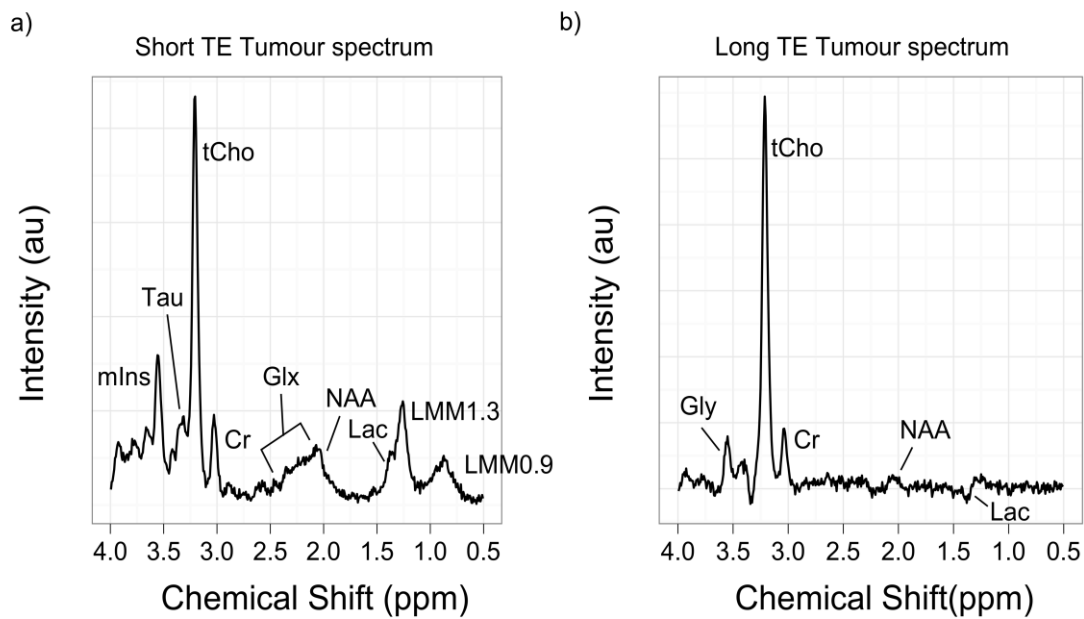 a)
Short TE Tumour spectrum
Intensity (au)
tCho
Tau
mIns
Cr
Glx
NAA
Lac
LMM1.3
LMM0.9
4.0 3.5 3.0 2.5 2.0 1.5 1.0 0.5
Chemical Shift (ppm)
b)
Long TE Tumour spectrum
Intensity (au)
tCho
Gly
Cr
NAA
Lac
4.0 3.5 3.0 2.5 2.0 1.5 1.0 0.5
Chemical Shift(ppm)